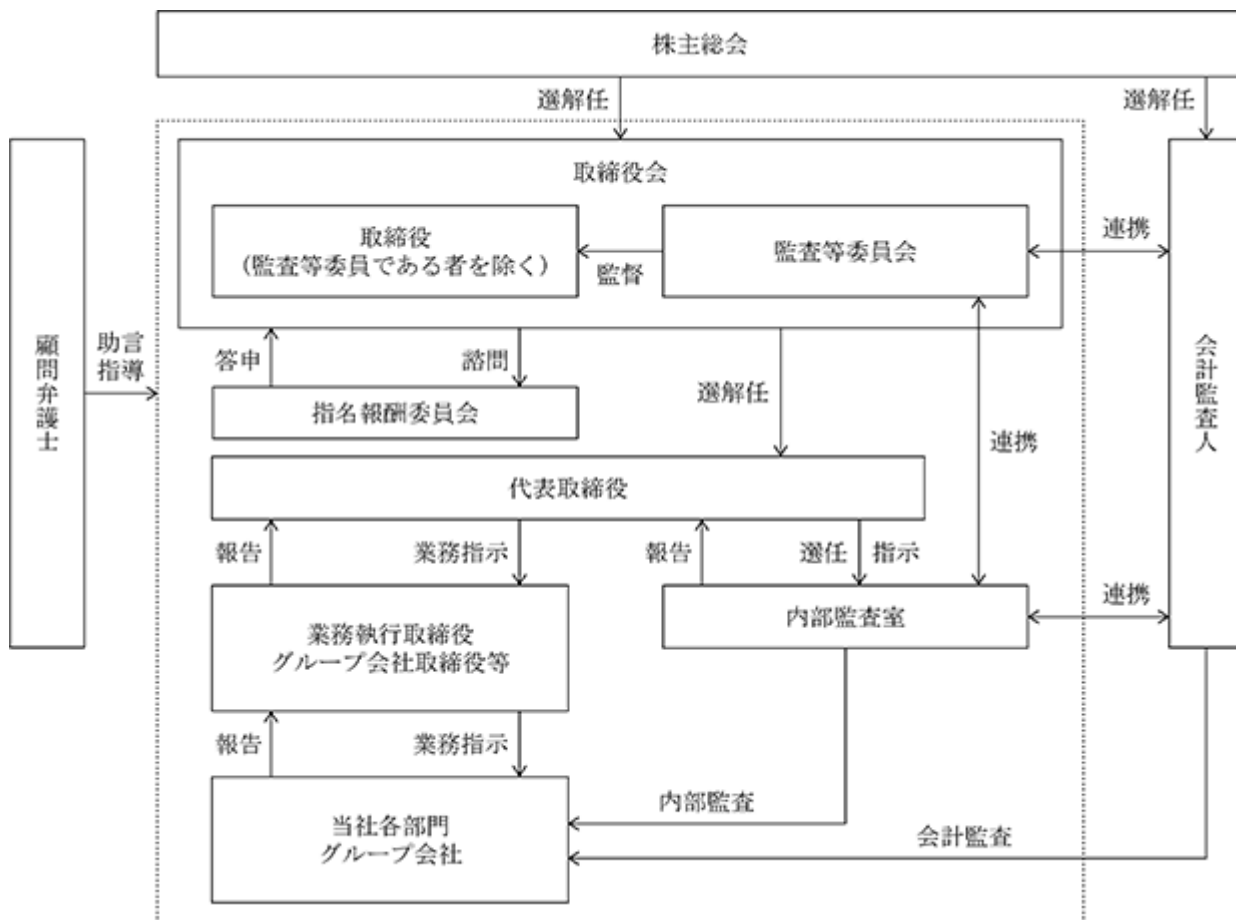 株主総会
選解任
選解任
取締役会
取締役
（監査等委員である者を除く）
監督
監査等委員会
連携
顧問弁護士
助言
指導
会計監査人
答申
諮問
選解任
連携
指名報酬委員会
代表取締役
報告
業務指示
報告
選任
指示
業務執行取締役
グループ会社取締役等
内部監査室
連携
報告
業務指示
当社各部門
グループ会社
内部監査
会計監査